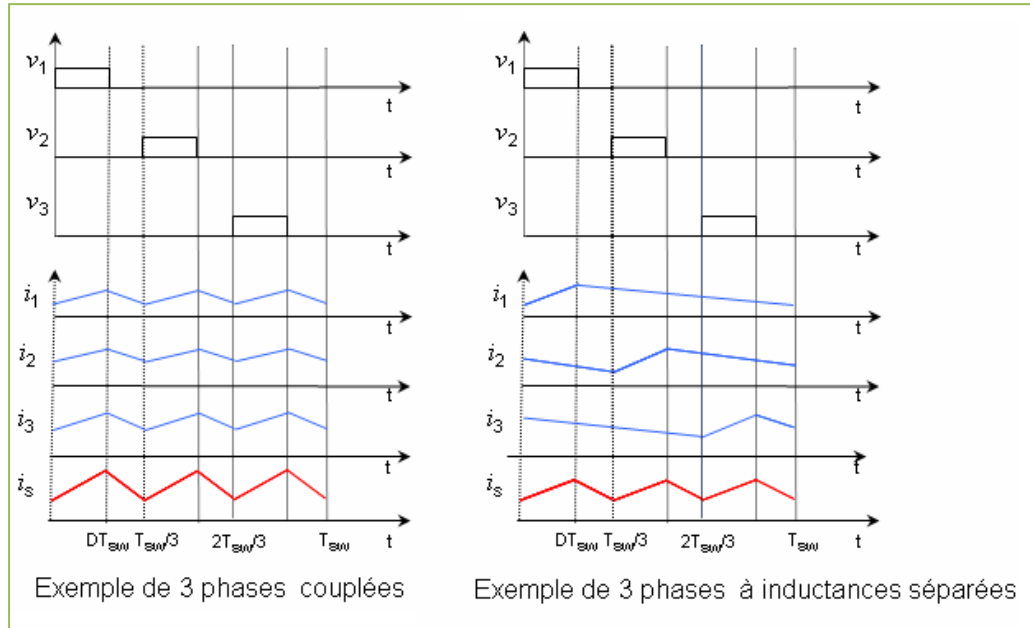 v1
t
v2
t
v3
t
i1
t
i2
t
i3
t
is
DTsw Tsw/3 2Tsw/3 Tsw t
Exemple de 3 phases couplées
v1
t
v2
t
v3
t
i1
t
i2
t
i3
t
is
DTsw Tsw/3 2Tsw/3 Tsw t
Exemple de 3 phases à inductances séparées